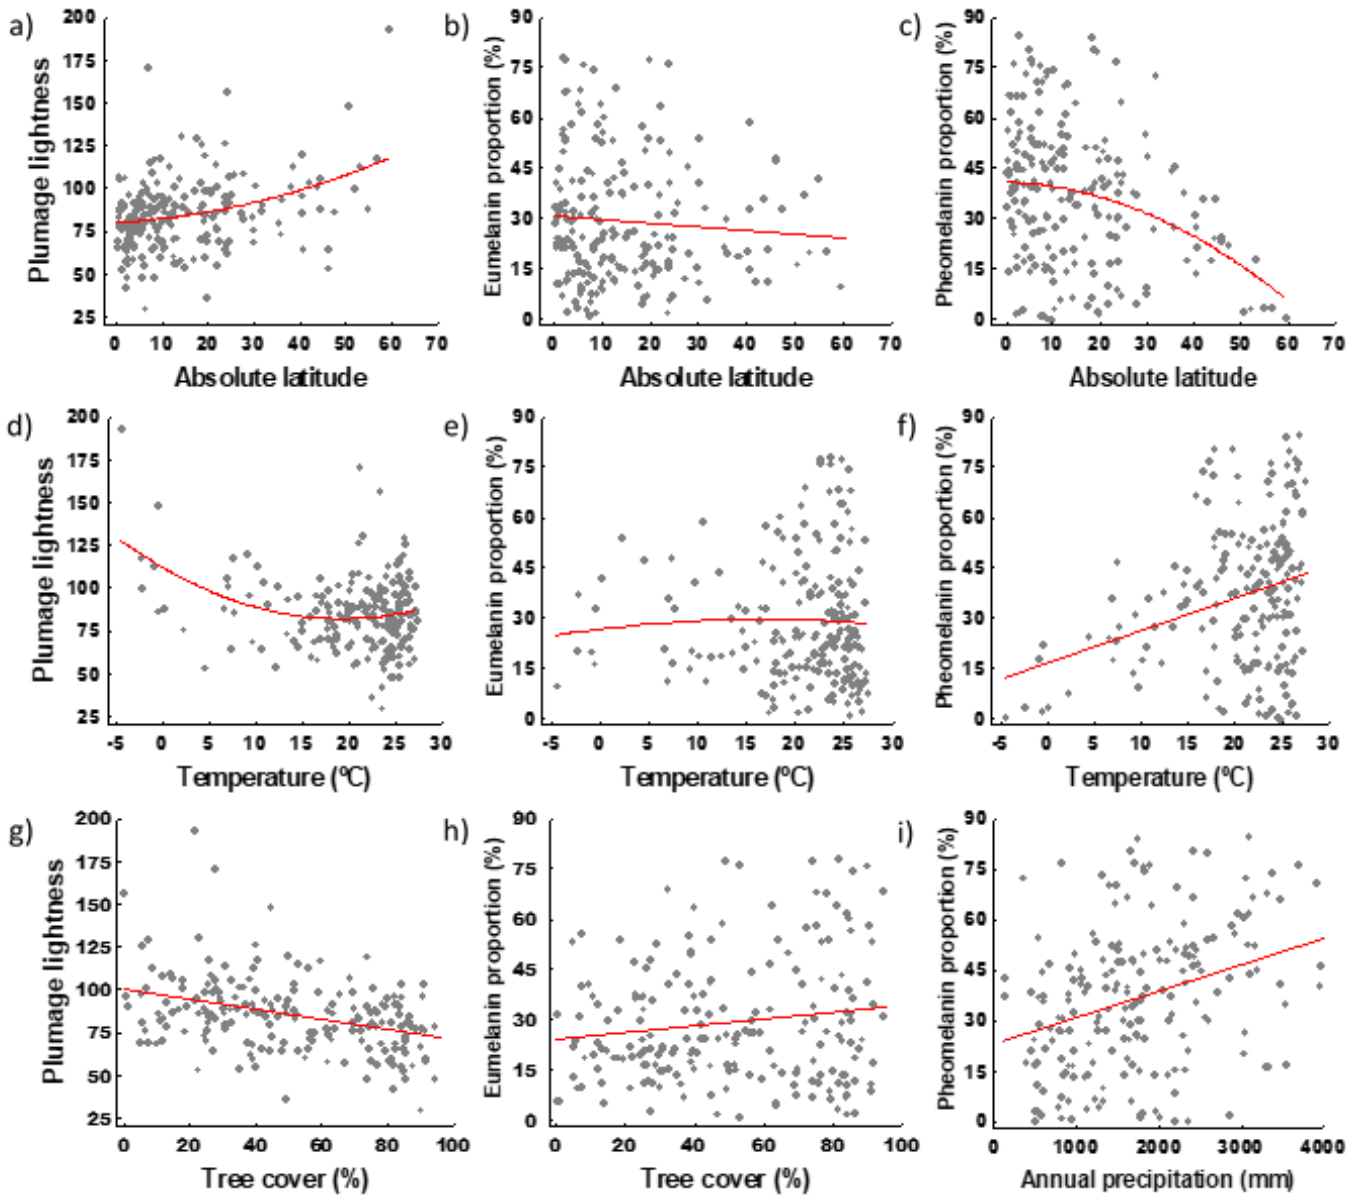 a)
Plumage lightness
200
175
150
125
100
75
50
25
0 10 20 30 40 50 60 70
Absolute latitude
b)
Eumelanin proportion (%)
90
75
60
45
30
15
0
0 10 20 30 40 50 60 70
Absolute latitude
c)
Pheomelanin proportion (%)
90
75
60
45
30
15
0
0 10 20 30 40 50 60 70
Absolute latitude
d)
Plumage lightness
200
175
150
125
100
75
50
25
-5 0 5 10 15 20 25 30
Temperature (ºC)
e)
Eumelanin proportion (%)
90
75
60
45
30
15
0
-5 0 5 10 15 20 25 30
Temperature (ºC)
f)
Pheomelanin proportion (%)
90
75
60
45
30
15
0
-5 0 5 10 15 20 25 30
Temperature (ºC)
g)
Plumage lightness
200
175
150
125
100
75
50
25
0 20 40 60 80 100
Tree cover (%)
h)
Eumelanin proportion (%)
90
75
60
45
30
15
0
0 20 40 60 80 100
Tree cover (%)
i)
Pheomelanin proportion (%)
90
75
60
45
30
15
0
0 1000 2000 3000 4000
Annual precipitation (mm)